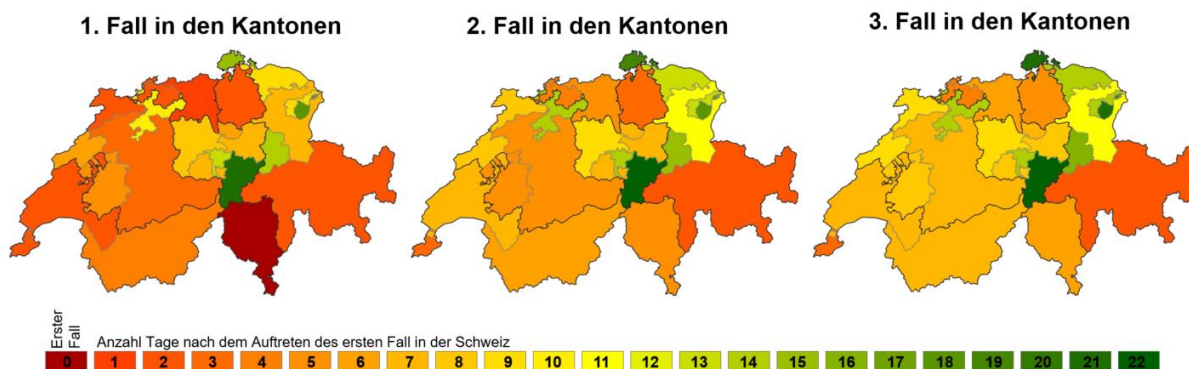 1. Fall in den Kantonen
2. Fall in den Kantonen
3. Fall in den Kantonen
Erster
Fall
Anzahl Tage nach dem Auftreten des ersten Fall in der Schweiz
0 1 2 3 4 5 6 7 8 9 10 11 12 13 14 15 16 17 18 19 20 21 22